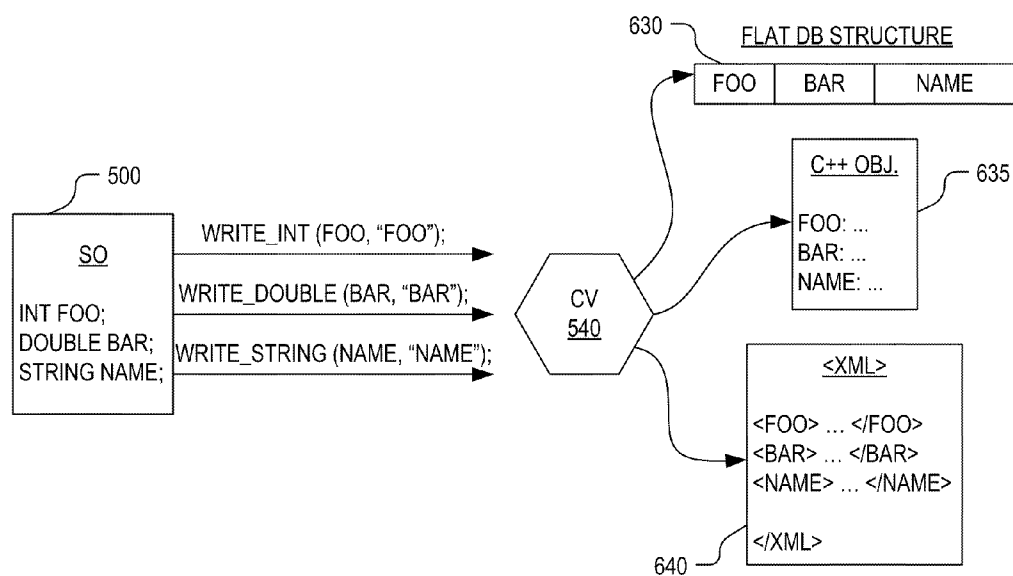 630
FLAT DB STRUCTURE
FOO BAR NAME
500
SO
INT FOO;
DOUBLE BAR;
STRING NAME;
WRITE_INT (FOO, “FOO”);
WRITE_DOUBLE (BAR, “BAR”);
WRITE_STRING (NAME, “NAME”);
CV
540
C++ OBJ.
FOO: ...
BAR: ...
NAME: ...
635
<XML>
<FOO> ... </FOO>
<BAR> ... </BAR>
<NAME> ... </NAME>
</XML>
640